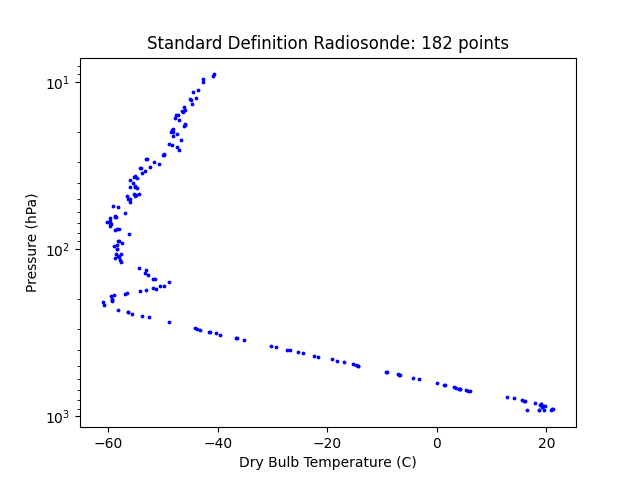 Standard Definition Radiosonde: 182 points
10¹
10²
10³
Pressure (hPa)
−60 −40 −20 0 20
Dry Bulb Temperature (C)